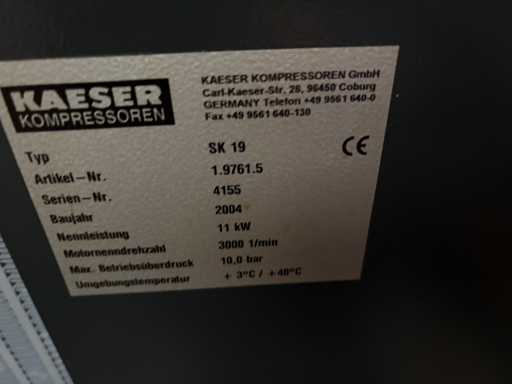 KAESER
KOMPRESSOREN
KAESER KOMPRESSOREN GmbH
Carl-Kaeser-Str. 26, 96450 Coburg
GERMANY Telefon +49 9561 640-0
Fax +49 9561 640-130
CE
Typ SK 19
Artikel-Nr. 1.9761.5
Serien-Nr. 4155
Baujahr 2004
Nennleistung 11 kW
Motornenndrehzahl 3000 1/min
Max. Betriebsüberdruck 10,0 bar
Umgebungstemperatur + 3°C / +40°C